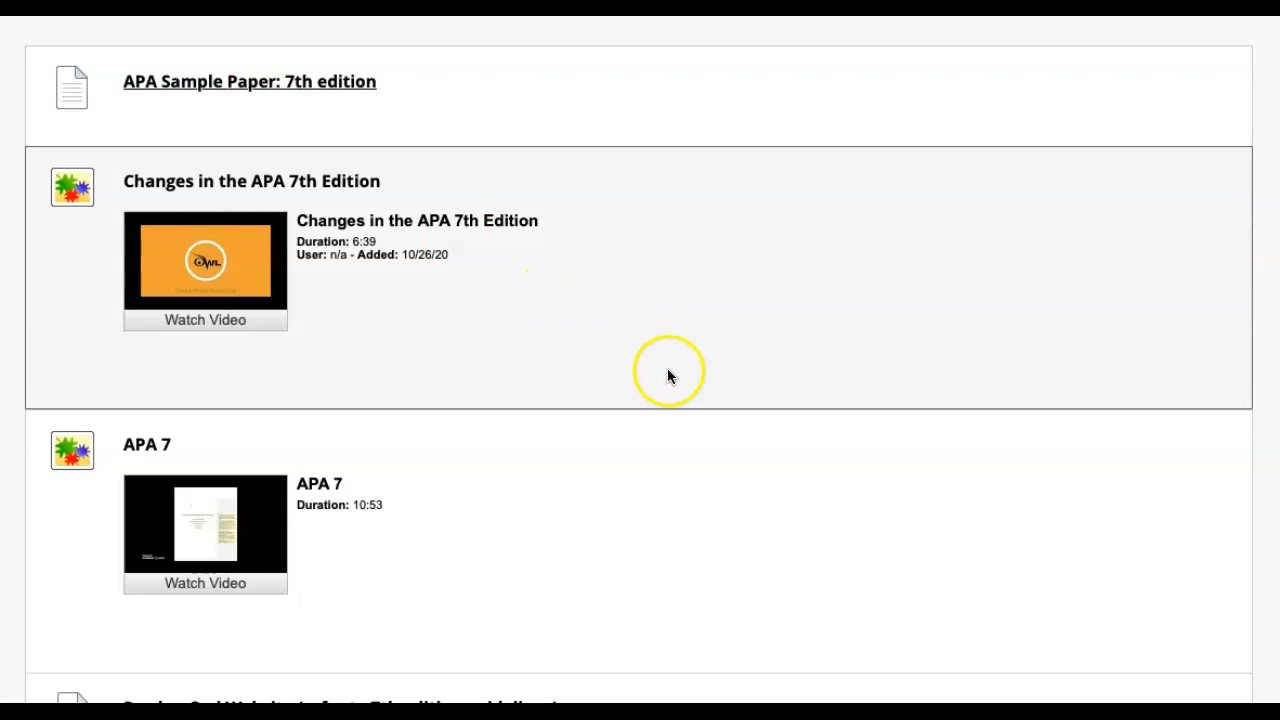 APA Sample Paper: 7th edition
Changes in the APA 7th Edition
Changes in the APA 7th Edition
Duration: 6:39
User: n/a - Added: 10/26/20
OWL
Watch Video
APA 7
APA 7
Duration: 10:53
Watch Video